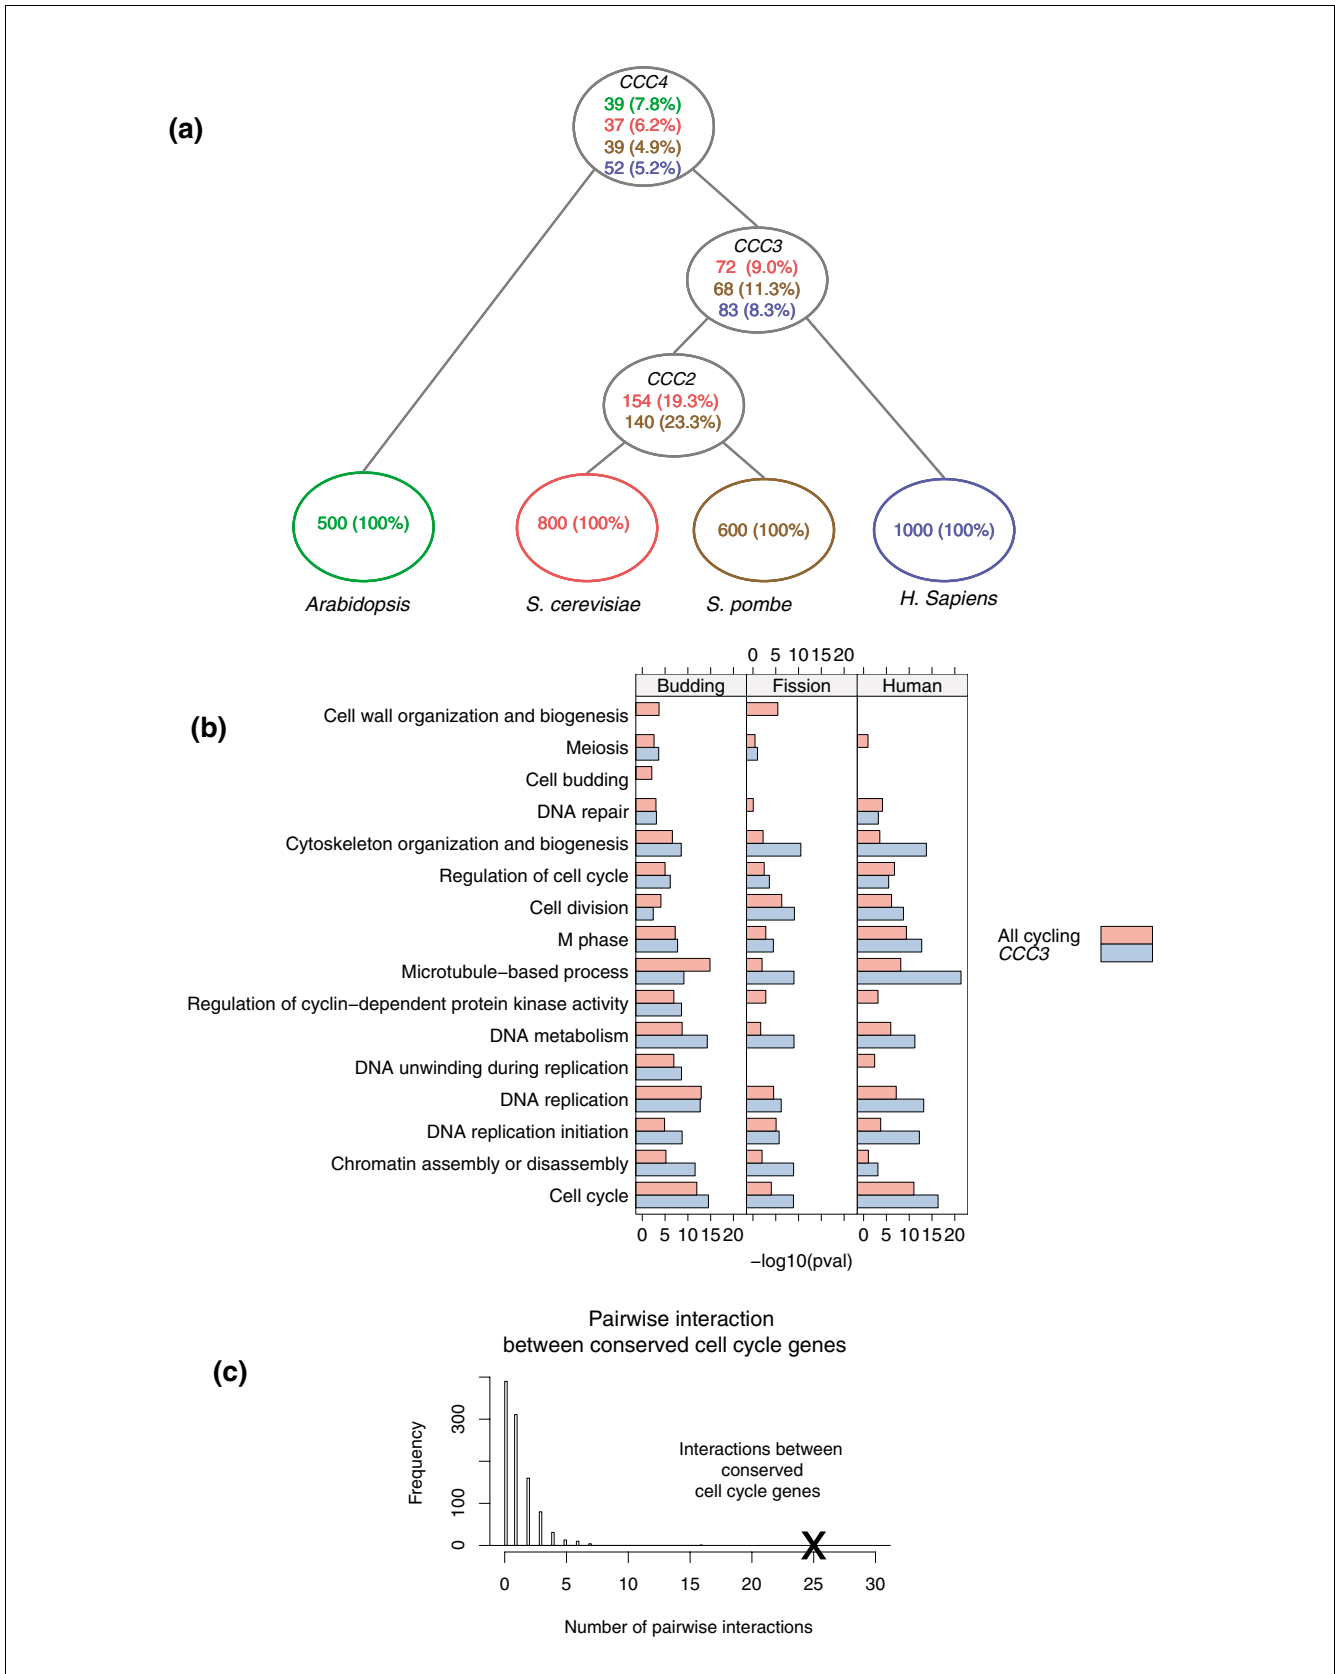 (a)
CCC4
39 (7.8%)
37 (6.2%)
39 (4.9%)
52 (5.2%)
CCC3
72 (9.0%)
68 (11.3%)
83 (8.3%)
CCC2
154 (19.3%)
140 (23.3%)
500 (100%)
800 (100%)
600 (100%)
1000 (100%)
Arabidopsis
S. cerevisiae
S. pombe
H. Sapiens
(b)
0 5 10 15 20
Budding Fission Human
Cell wall organization and biogenesis
Meiosis
Cell budding
DNA repair
Cytoskeleton organization and biogenesis
Regulation of cell cycle
Cell division
M phase
Microtubule−based process
Regulation of cyclin−dependent protein kinase activity
DNA metabolism
DNA unwinding during replication
DNA replication
DNA replication initiation
Chromatin assembly or disassembly
Cell cycle
All cycling
CCC3
0 5 10 15 20 0 5 10 15 20
−log10(pval)
(c)
Pairwise interaction
between conserved cell cycle genes
Frequency
300
100
0
Interactions between
conserved
cell cycle genes
X
0 5 10 15 20 25 30
Number of pairwise interactions